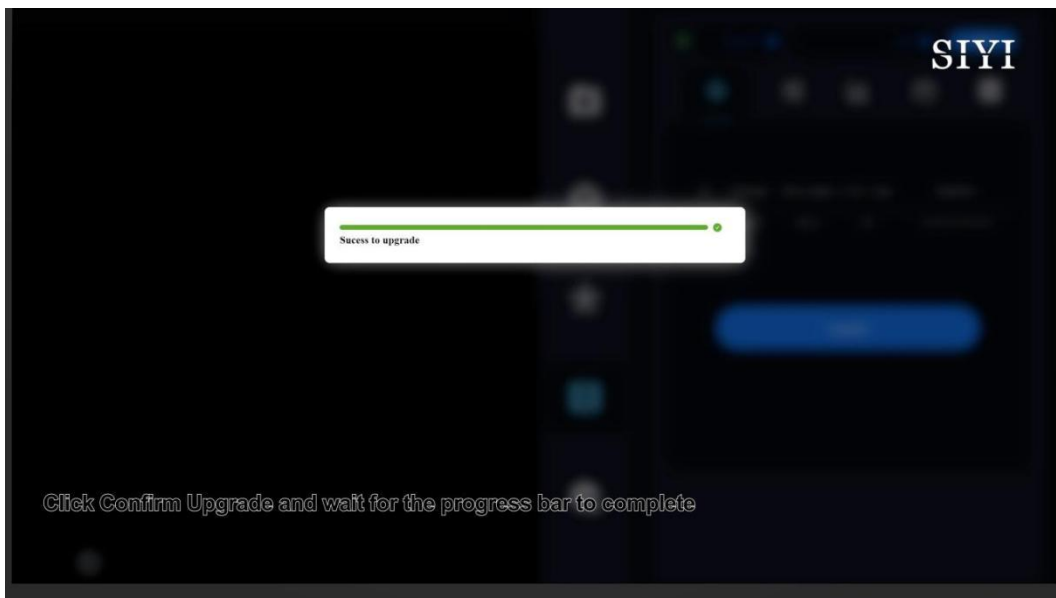 SIYI
Sucess to upgrade
Click Confirm Upgrade and wait for the progress bar to complete